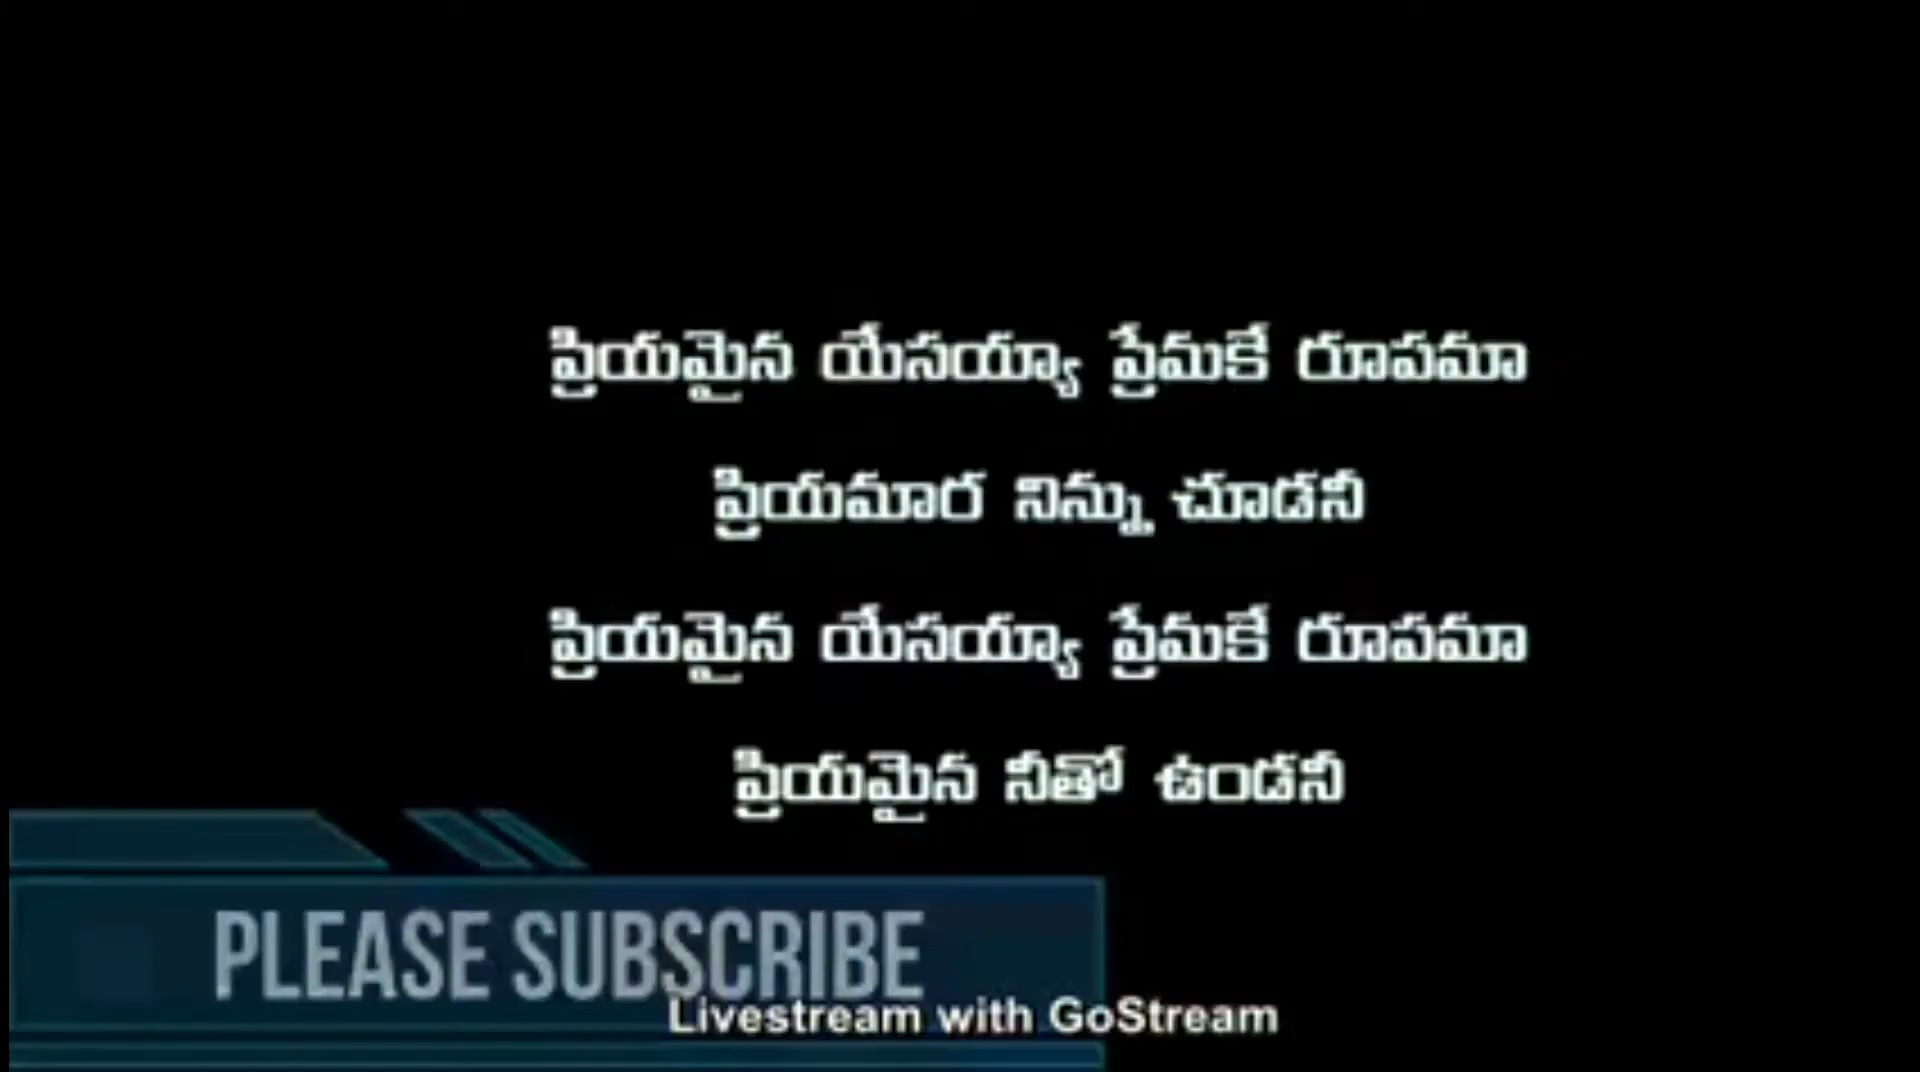 ప్రియమైన యేసయ్యా ప్రేమకే రూపమా
ప్రియమార నిన్ను చూడనీ
ప్రియమైన యేసయ్యా ప్రేమకే రూపమా
ప్రియమైన నీతో ఉండనీ
PLEASE SUBSCRIBE
Livestream with GoStream